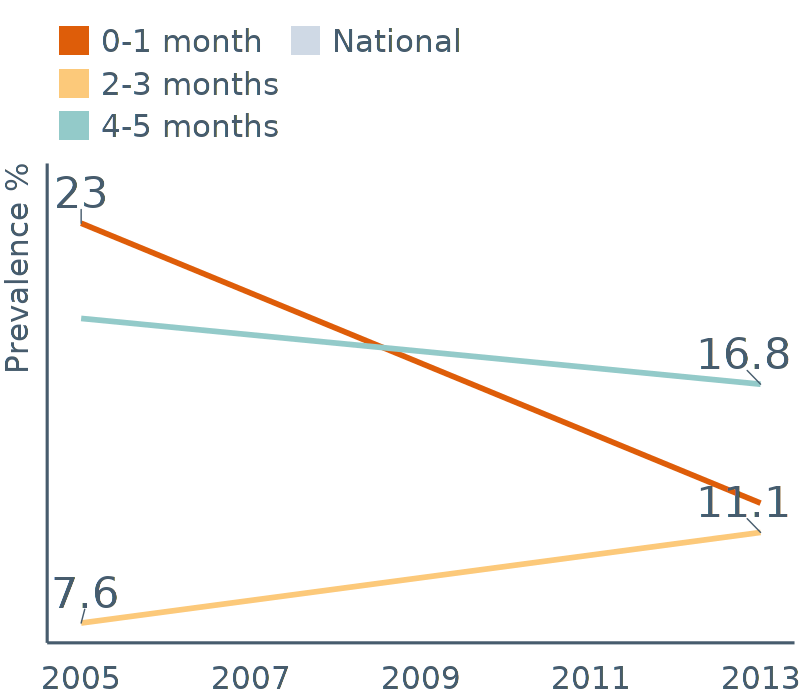 0-1 month
National
2-3 months
4-5 months
Prevalence %
23
16.8
11.1
7.6
2005 2007 2009 2011 2013